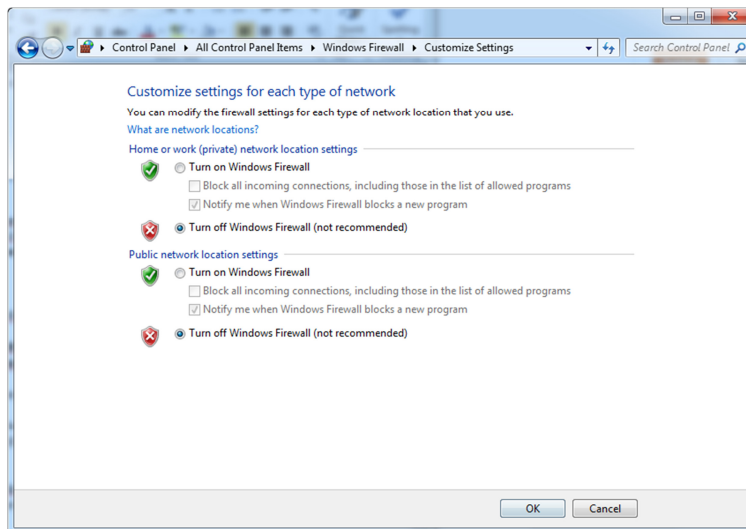 Control Panel ▸ All Control Panel Items ▸ Windows Firewall ▸ Customize Settings
Search Control Panel
Customize settings for each type of network
You can modify the firewall settings for each type of network location that you use.
What are network locations?
Home or work (private) network location settings
Turn on Windows Firewall
Block all incoming connections, including those in the list of allowed programs
Notify me when Windows Firewall blocks a new program
Turn off Windows Firewall (not recommended)
Public network location settings
Turn on Windows Firewall
Block all incoming connections, including those in the list of allowed programs
Notify me when Windows Firewall blocks a new program
Turn off Windows Firewall (not recommended)
OK
Cancel